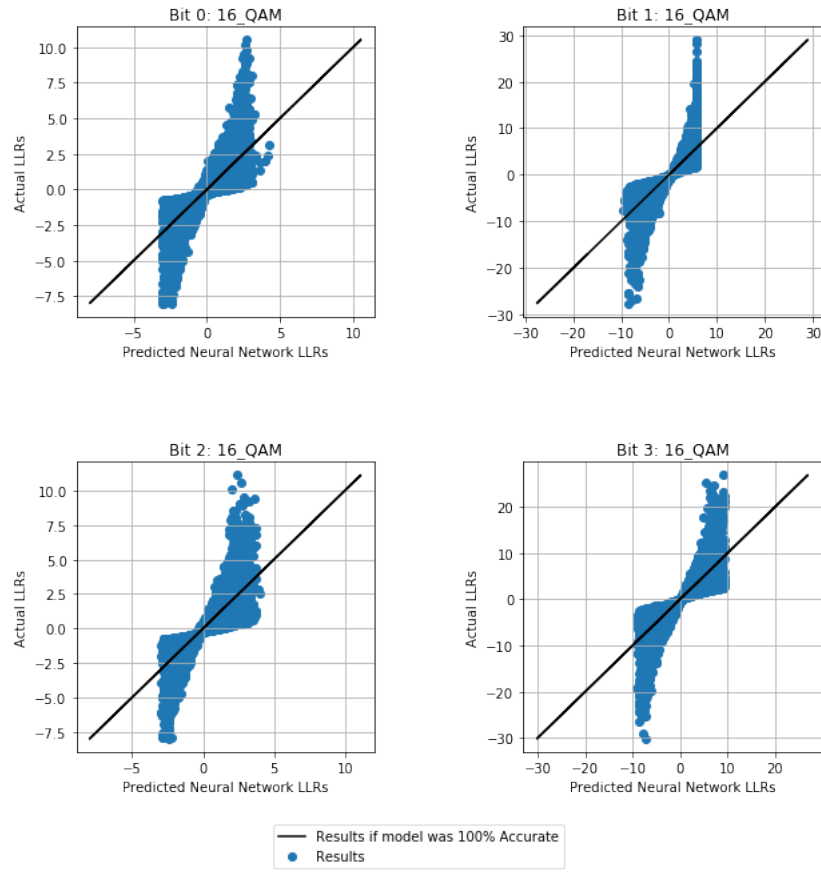 Bit 0: 16_QAM
10.0
7.5
5.0
2.5
0.0
−2.5
−5.0
−7.5
Actual LLRs
−5 0 5 10
Predicted Neural Network LLRs
Bit 1: 16_QAM
30
20
10
0
−10
−20
−30
Actual LLRs
−30 −20 −10 0 10 20 30
Predicted Neural Network LLRs
Bit 2: 16_QAM
10.0
7.5
5.0
2.5
0.0
−2.5
−5.0
−7.5
Actual LLRs
−5 0 5 10
Predicted Neural Network LLRs
Bit 3: 16_QAM
20
10
0
−10
−20
−30
Actual LLRs
−30 −20 −10 0 10 20
Predicted Neural Network LLRs
Results if model was 100% Accurate
Results